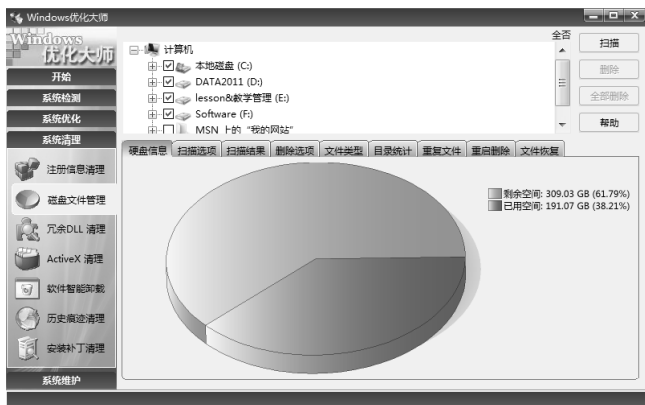 Windows优化大师
Windows
优化大师
开始
系统检测
系统优化
系统清理
注册信息清理
磁盘文件管理
冗余DLL 清理
ActiveX 清理
软件智能卸载
历史痕迹清理
安装补丁清理
系统维护
全否
计算机
本地磁盘 (C:)
DATA2011 (D:)
lesson&教学管理 (E:)
Software (F:)
MSN 上的 "我的网站"
扫描
删除
全部删除
帮助
硬盘信息 扫描选项 扫描结果 删除选项 文件类型 目录统计 重复文件 重启删除 文件恢复
剩余空间: 309.03 GB (61.79%)
已用空间: 191.07 GB (38.21%)